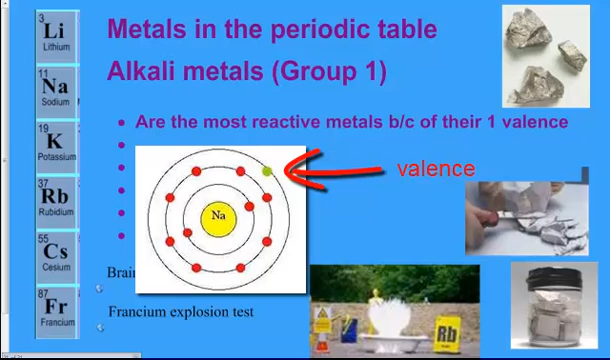 Metals in the periodic table
Alkali metals (Group 1)
3
Li
Lithium
11
Na
Sodium
19
K
Potassium
37
Rb
Rubidium
55
Cs
Cesium
87
Fr
Francium
Are the most reactive metals b/c of their 1 valence
valence
Na
Brai
Francium explosion test
Rb